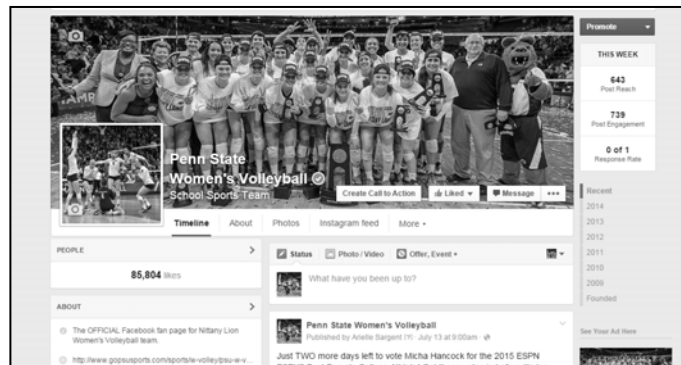 Promote
THIS WEEK
643
Post Reach
739
Post Engagement
0 of 1
Response Rate
Penn State
Women's Volleyball
School Sports Team
Create Call to Action
Liked
Message
Timeline
About
Photos
Instagram feed
More
Recent
2014
2013
2012
2011
2010
2009
Founded
PEOPLE
85,804 likes
ABOUT
The OFFICIAL Facebook fan page for Nittany Lion
Women's Volleyball team.
http://www.gopsusports.com/sports/w-volley/psu-w-v...
Status
Photo / Video
Offer, Event +
What have you been up to?
Penn State Women's Volleyball
Published by Arielle Sargent · July 13 at 9:00am ·
Just TWO more days left to vote Micha Hancock for the 2015 ESPN
See Your Ad Here